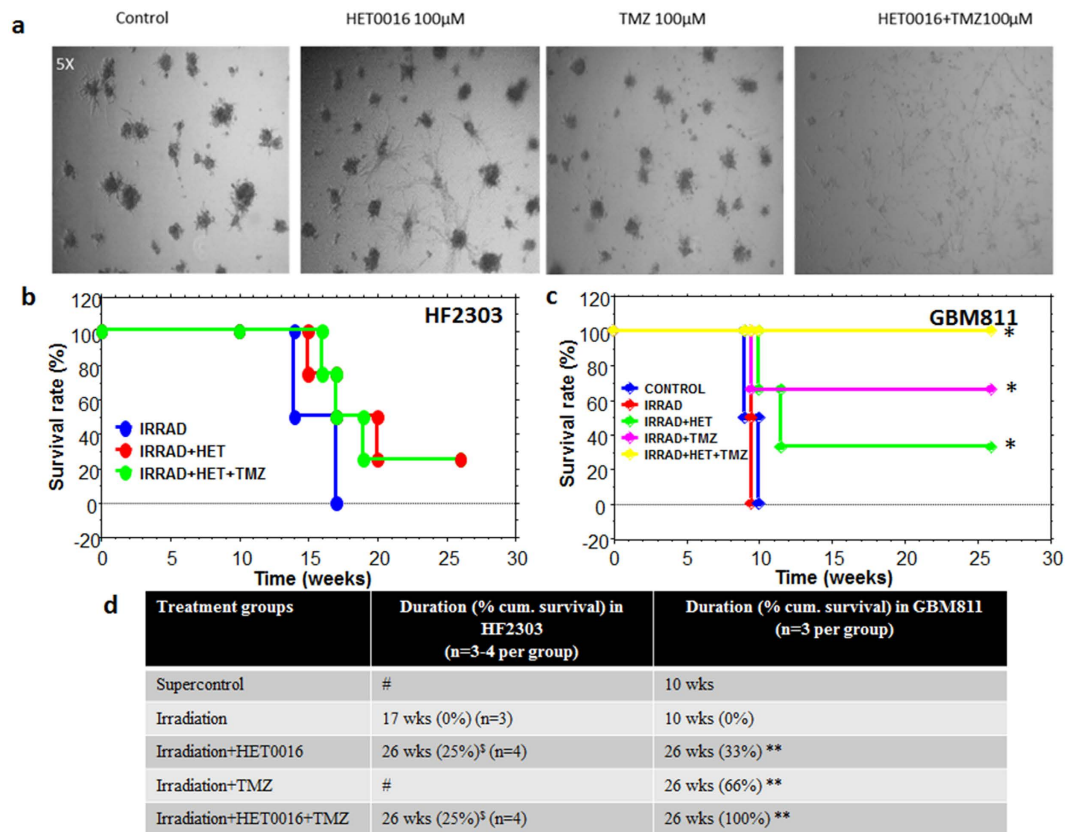 a
Control
HET0016 100µM
TMZ 100µM
HET0016+TMZ100µM
5X
b
HF2303
Survival rate (%)
120
100
80
60
40
20
0
-20
IRRAD
IRRAD+HET
IRRAD+HET+TMZ
0 5 10 15 20 25 30
Time (weeks)
c
GBM811
Survival rate (%)
120
100
80
60
40
20
0
-20
CONTROL
IRRAD
IRRAD+HET
IRRAD+TMZ
IRRAD+HET+TMZ
*
*
*
0 10 20 25 30
Time (weeks)
d
Treatment groups
Duration (% cum. survival) in
HF2303
(n=3-4 per group)
Duration (% cum. survival) in GBM811
(n=3 per group)
Supercontrol # 10 wks
Irradiation 17 wks (0%) (n=3) 10 wks (0%)
Irradiation+HET0016 26 wks (25%)$ (n=4) 26 wks (33%) **
Irradiation+TMZ # 26 wks (66%) **
Irradiation+HET0016+TMZ 26 wks (25%)$ (n=4) 26 wks (100%) **